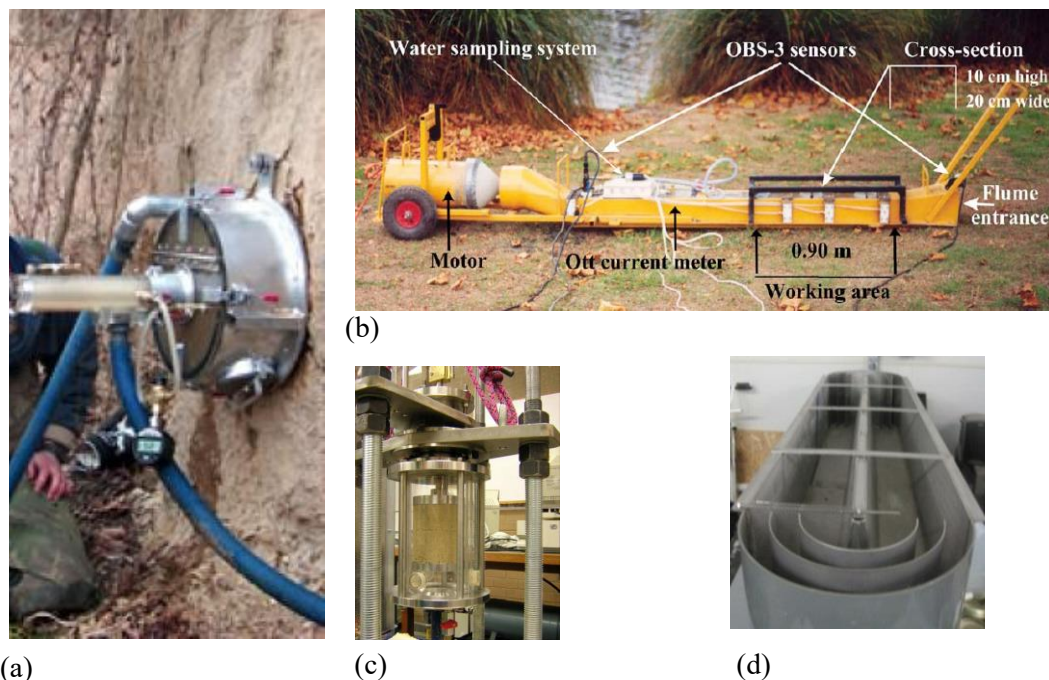 Water sampling system
OBS-3 sensors
Cross-section
10 cm high
20 cm wide
Flume
entrance
Motor
Ott current meter
0.90 m
Working area
(b)
(a)
(c)
(d)